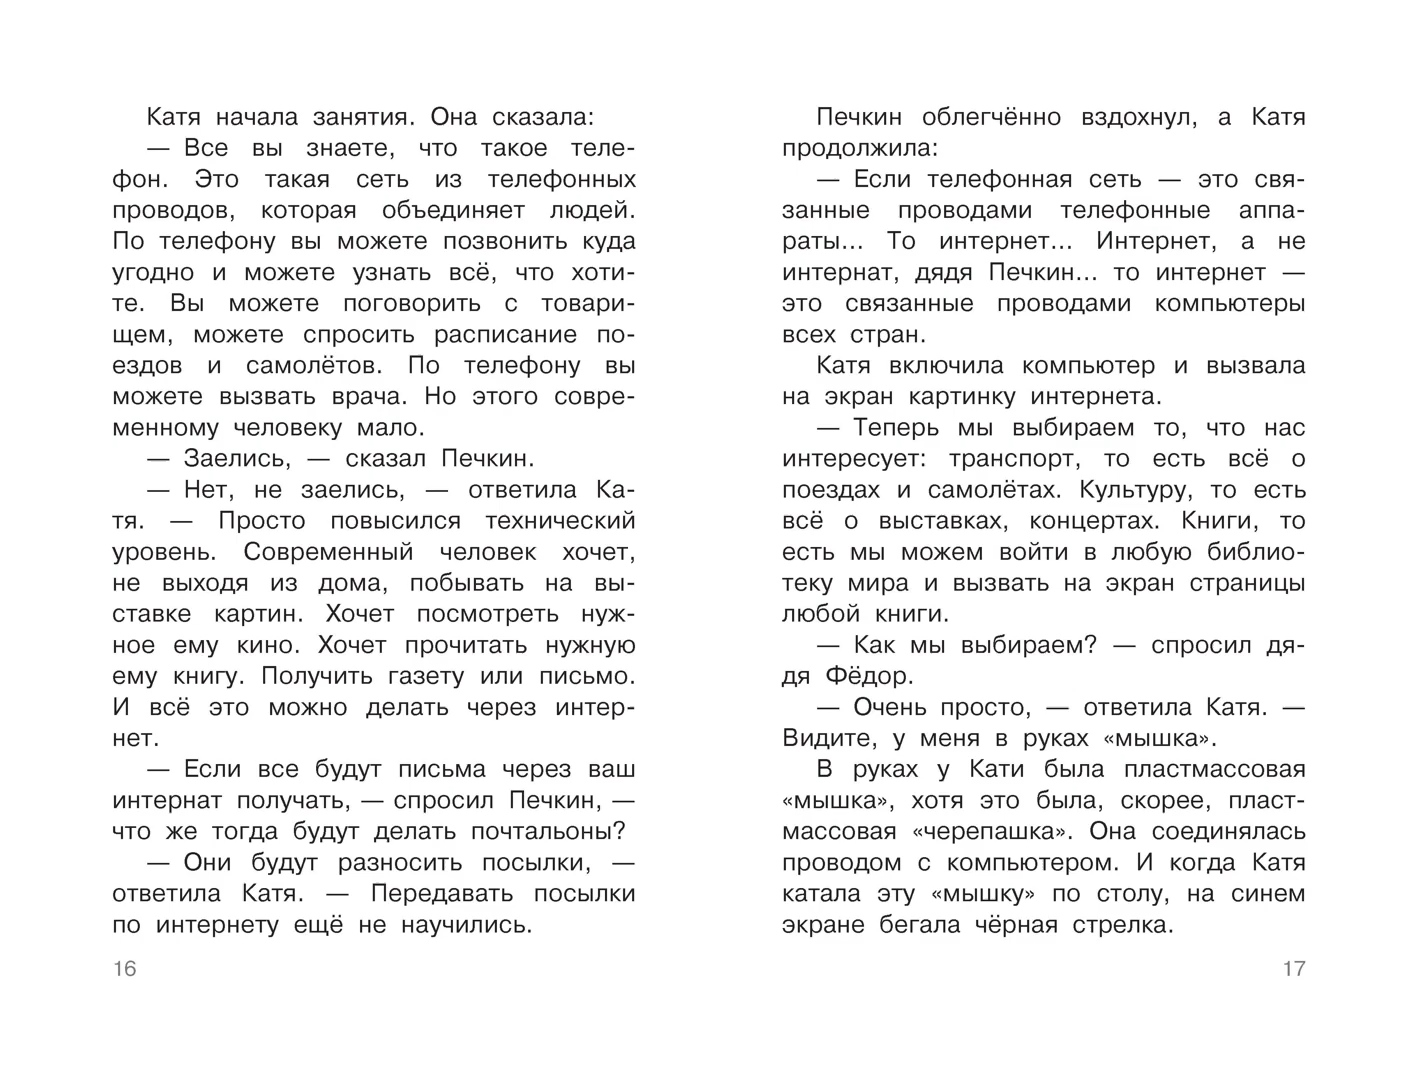 Катя начала занятия. Она сказала:
— Все вы знаете, что такое теле-
фон. Это такая сеть из телефонных
проводов, которая объединяет людей.
По телефону вы можете позвонить куда
угодно и можете узнать всё, что хоти-
те. Вы можете поговорить с товари-
щем, можете спросить расписание по-
ездов и самолётов. По телефону вы
можете вызвать врача. Но этого совре-
менному человеку мало.
— Заелись, — сказал Печкин.
— Нет, не заелись, — ответила Ка-
тя. — Просто повысился технический
уровень. Современный человек хочет,
не выходя из дома, побывать на вы-
ставке картин. Хочет посмотреть нуж-
ное ему кино. Хочет прочитать нужную
ему книгу. Получить газету или письмо.
И всё это можно делать через интер-
нет.
— Если все будут письма через ваш
интернат получать, — спросил Печкин, —
что же тогда будут делать почтальоны?
— Они будут разносить посылки, —
ответила Катя. — Передавать посылки
по интернету ещё не научились.
16
Печкин облегчённо вздохнул, а Катя
продолжила:
— Если телефонная сеть — это свя-
занные проводами телефонные аппа-
раты... То интернет... Интернет, а не
интернат, дядя Печкин... то интернет —
это связанные проводами компьютеры
всех стран.
Катя включила компьютер и вызвала
на экран картинку интернета.
— Теперь мы выбираем то, что нас
интересует: транспорт, то есть всё о
поездах и самолётах. Культуру, то есть
всё о выставках, концертах. Книги, то
есть мы можем войти в любую библио-
теку мира и вызвать на экран страницы
любой книги.
— Как мы выбираем? — спросил дя-
дя Фёдор.
— Очень просто, — ответила Катя. —
Видите, у меня в руках «мышка».
В руках у Кати была пластмассовая
«мышка», хотя это была, скорее, пласт-
массовая «черепашка». Она соединялась
проводом с компьютером. И когда Катя
катала эту «мышку» по столу, на синем
экране бегала чёрная стрелка.
17